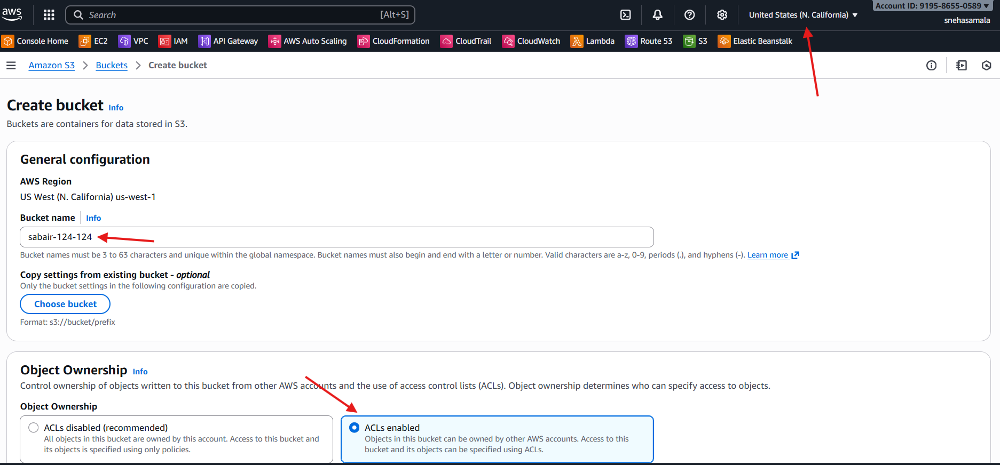 aws
Search [Alt+S]
United States (N. California) ▼
Account ID: 9195-8655-0589 ▼
snehasamala
Console Home EC2 VPC IAM API Gateway AWS Auto Scaling CloudFormation CloudTrail CloudWatch Lambda Route 53 S3 Elastic Beanstalk
Amazon S3 > Buckets > Create bucket
Create bucket Info
Buckets are containers for data stored in S3.
General configuration
AWS Region
US West (N. California) us-west-1
Bucket name Info
sabair-124-124
Bucket names must be 3 to 63 characters and unique within the global namespace. Bucket names must also begin and end with a letter or number. Valid characters are a-z, 0-9, periods (.), and hyphens (-). Learn more
Copy settings from existing bucket - optional
Only the bucket settings in the following configuration are copied.
Choose bucket
Format: s3://bucket/prefix
Object Ownership Info
Control ownership of objects written to this bucket from other AWS accounts and the use of access control lists (ACLs). Object ownership determines who can specify access to objects.
Object Ownership
ACLs disabled (recommended)
All objects in this bucket are owned by this account. Access to this bucket and
its objects is specified using only policies.
ACLs enabled
Objects in this bucket can be owned by other AWS accounts. Access to this
bucket and its objects can be specified using ACLs.